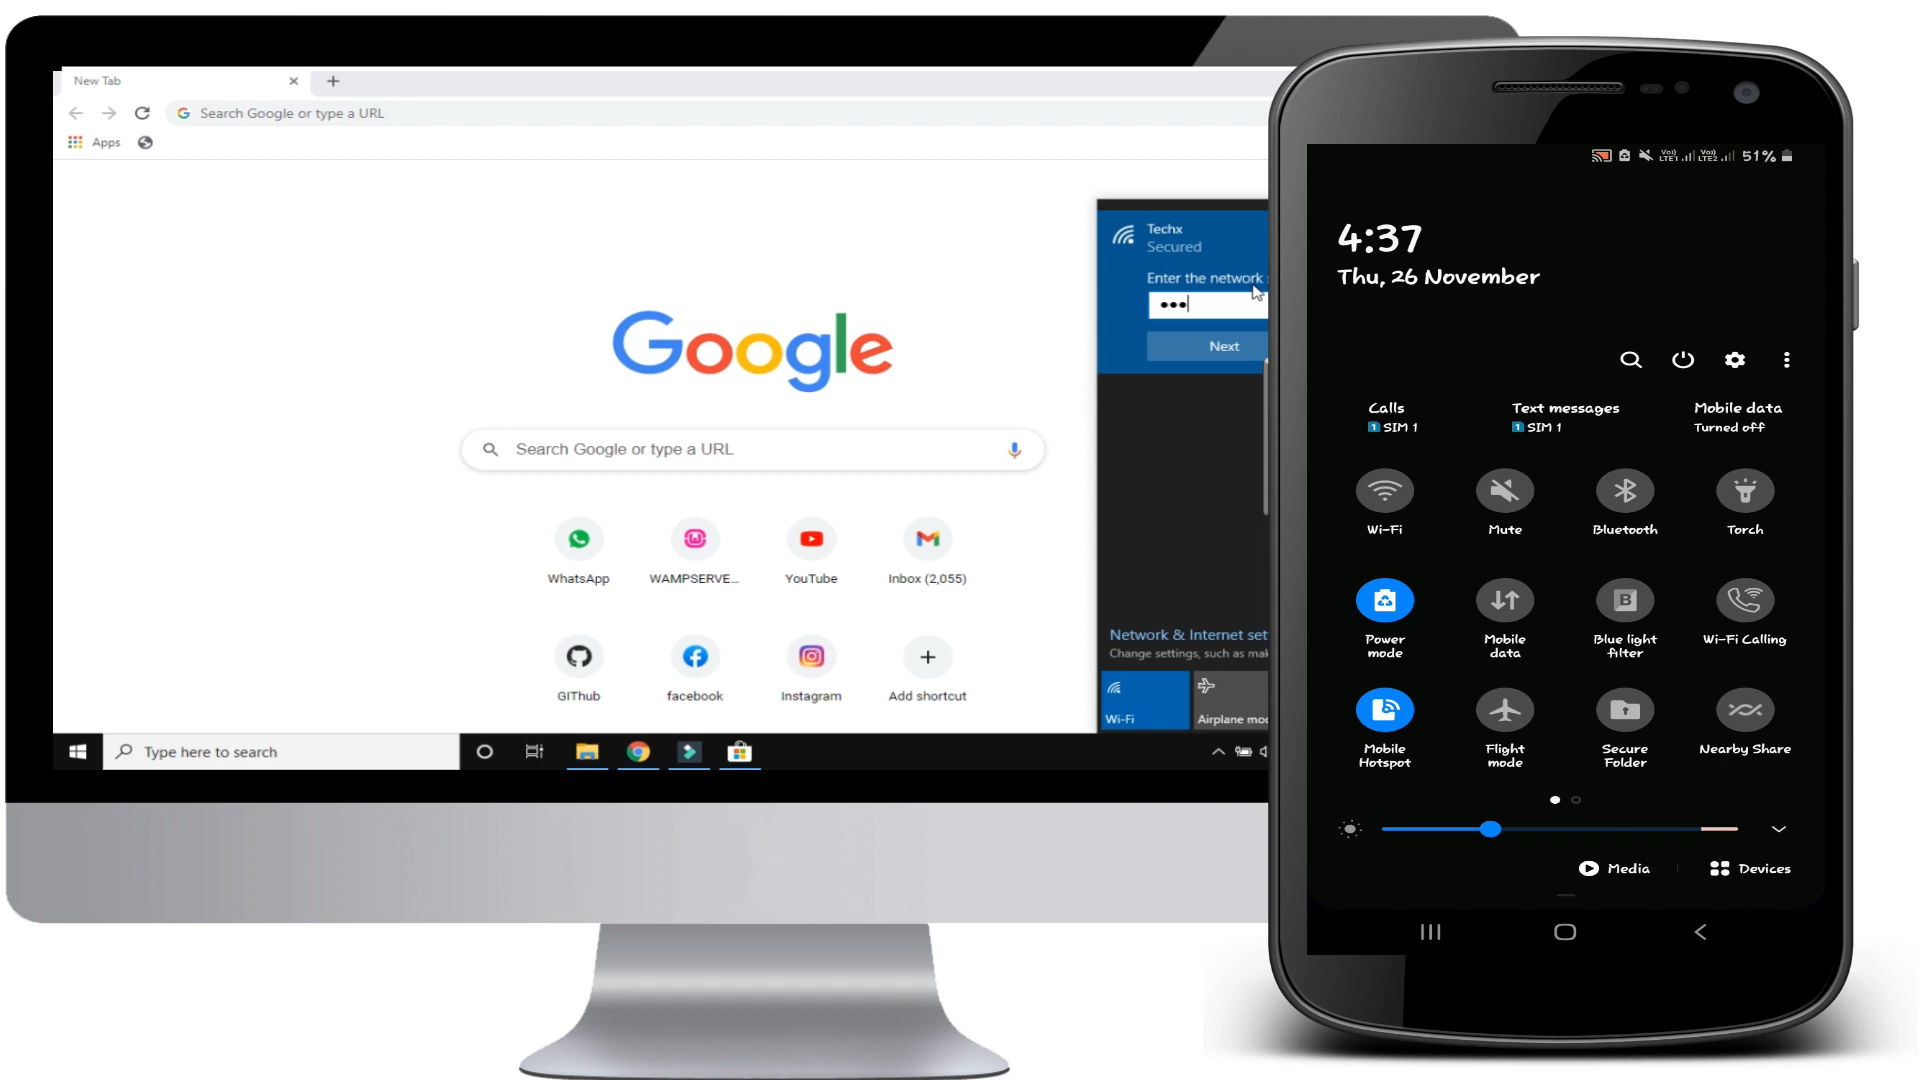 New Tab
Search Google or type a URL
Apps
Google
Search Google or type a URL
WhatsApp
WAMPSERVE...
YouTube
Inbox (2,055)
GIThub
facebook
Instagram
Add shortcut
Techx
Secured
Enter the network
Next
Network & Internet set
Change settings, such as mak
Wi-Fi
Airplane mod
Type here to search
51%
4:37
Thu, 26 November
Calls
Text messages
Mobile data
1 SIM 1
1 SIM 1
Turned off
Wi-Fi
Mute
Bluetooth
Torch
Power mode
Mobile data
B
Blue light filter
Wi-Fi Calling
Mobile Hotspot
Flight mode
Secure Folder
Nearby Share
Media
Devices